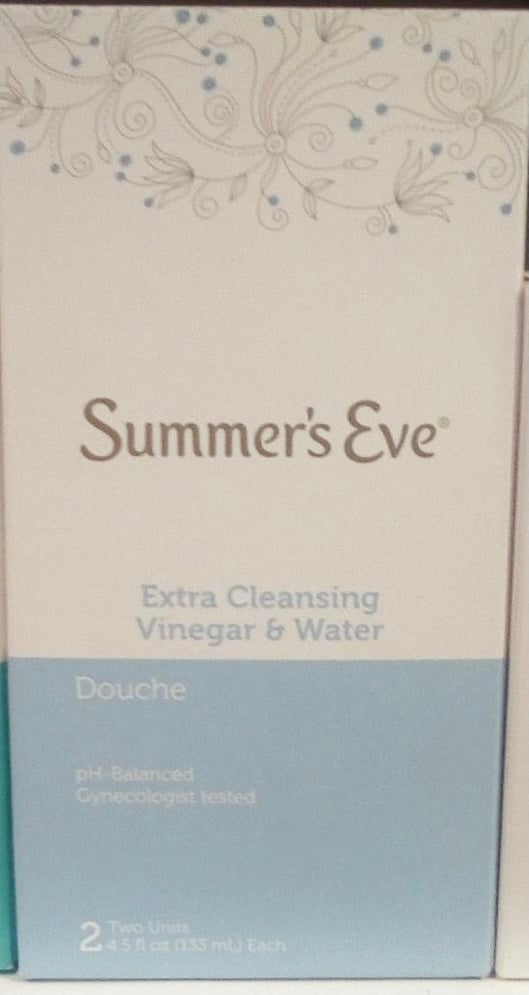 Summer's Eve®
Extra Cleansing
Vinegar & Water
Douche
pH-Balanced
Gynecologist tested
2 Two Units
4.5 fl oz (133 mL) Each